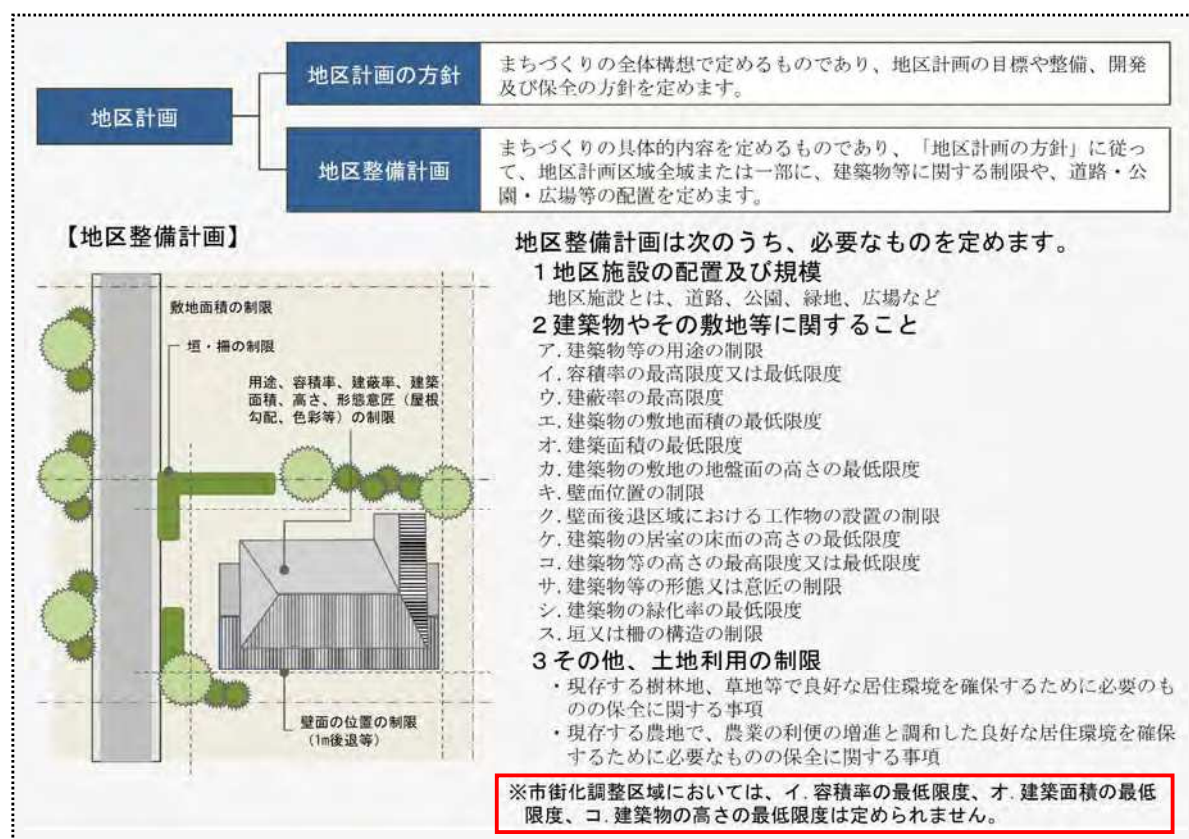 地区計画
地区計画の方針
まちづくりの全体構想で定めるものであり、地区計画の目標や整備、開発
及び保全の方針を定めます。
地区整備計画
まちづくりの具体的内容を定めるものであり、「地区計画の方針」に従っ
て、地区計画区域全域または一部に、建築物等に関する制限や、道路・公
園・広場等の配置を定めます。
【地区整備計画】
敷地面積の制限
垣・柵の制限
用途、容積率、建蔽率、建築
面積、高さ、形態意匠（屋根
勾配、色彩等）の制限
壁面の位置の制限
（1m後退等）
地区整備計画は次のうち、必要なものを定めます。
1 地区施設の配置及び規模
地区施設とは、道路、公園、緑地、広場など
2 建築物やその敷地等に関すること
ア.建築物等の用途の制限
イ.容積率の最高限度又は最低限度
ウ.建蔽率の最高限度
エ.建築物の敷地面積の最低限度
オ.建築面積の最低限度
カ.建築物の敷地の地盤面の高さの最低限度
キ.壁面位置の制限
ク.壁面後退区域における工作物の設置の制限
ケ.建築物の居室の床面の高さの最低限度
コ.建築物等の高さの最高限度又は最低限度
サ.建築物等の形態又は意匠の制限
シ.建築物の緑化率の最低限度
ス.垣又は柵の構造の制限
3 その他、土地利用の制限
・現存する樹林地、草地等で良好な居住環境を確保するために必要のも
のの保全に関する事項
・現存する農地で、農業の利便の増進と調和した良好な居住環境を確保
するために必要なものの保全に関する事項
※市街化調整区域においては、イ.容積率の最低限度、オ.建築面積の最低
限度、コ.建築物の高さの最低限度は定められません。